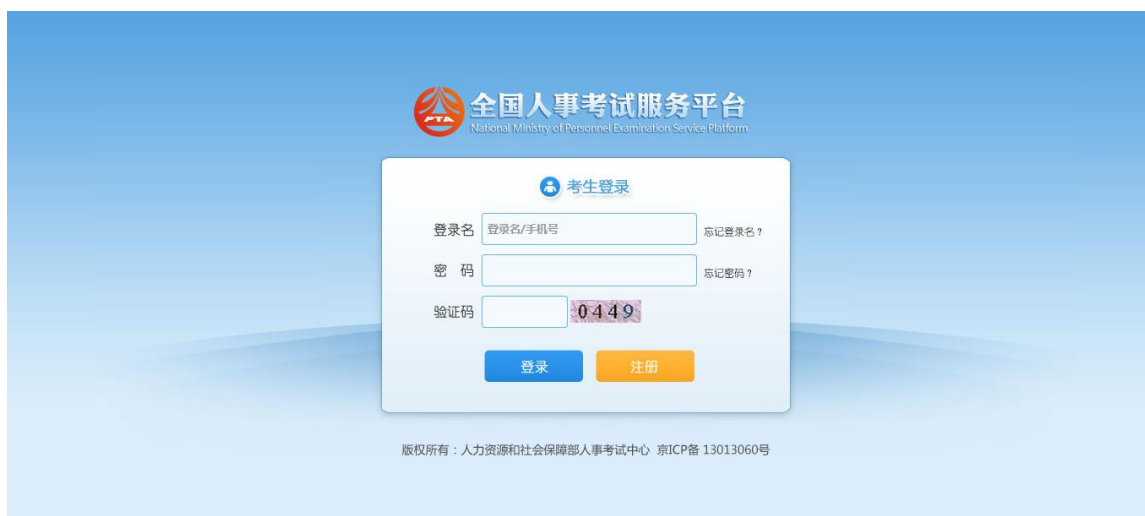 PTA
全国人事考试服务平台
National Ministry of Personnel Examination Service Platform
考生登录
登录名 登录名/手机号 忘记登录名？
密 码 忘记密码？
验证码 0449
登录 注册
版权所有：人力资源和社会保障部人事考试中心 京ICP备 13013060号